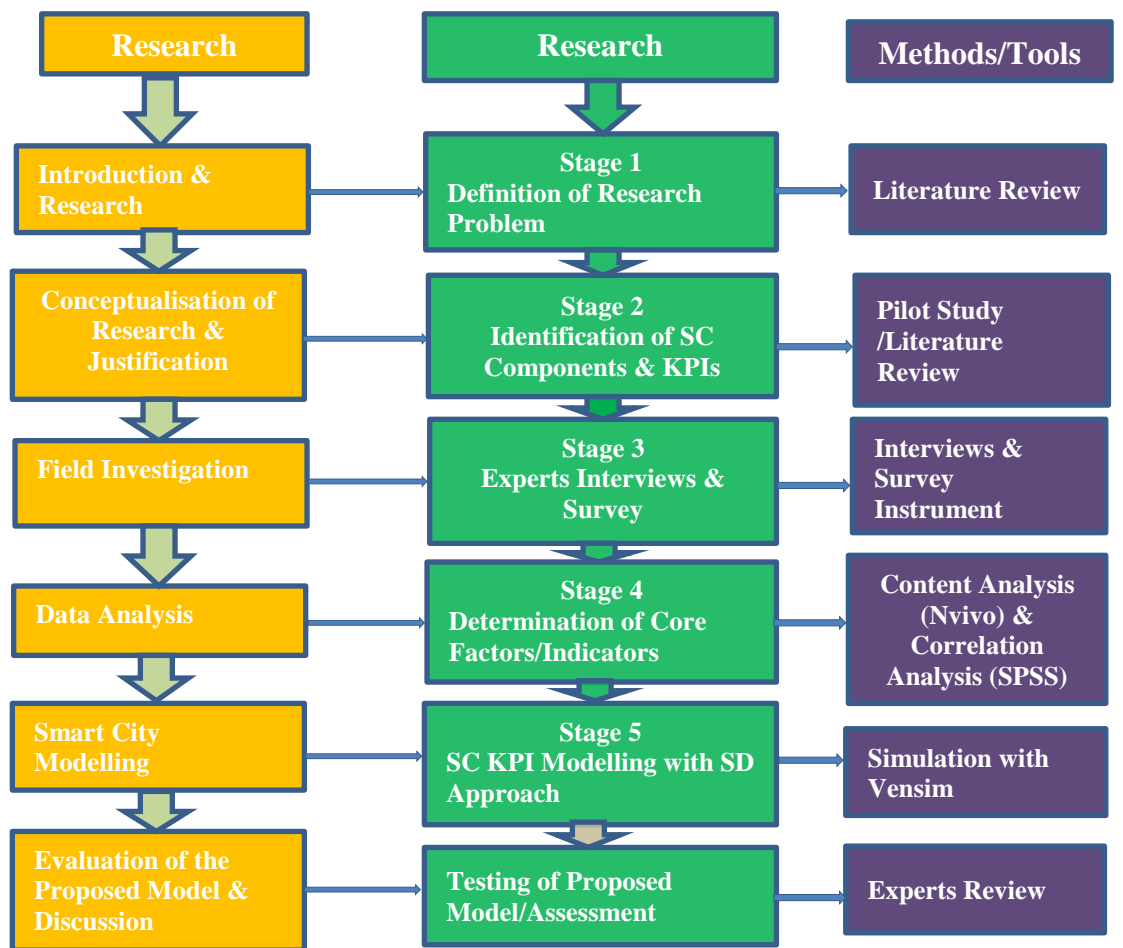 Research
Research
Methods/Tools
Introduction &
Research
Stage 1
Definition of Research
Problem
Literature Review
Conceptualisation of
Research &
Justification
Stage 2
Identification of SC
Components & KPIs
Pilot Study
/Literature
Review
Field Investigation
Stage 3
Experts Interviews &
Survey
Interviews &
Survey
Instrument
Data Analysis
Stage 4
Determination of Core
Factors/Indicators
Content Analysis
(Nvivo) &
Correlation
Analysis (SPSS)
Smart City
Modelling
Stage 5
SC KPI Modelling with SD
Approach
Simulation with
Vensim
Evaluation of the
Proposed Model &
Discussion
Testing of Proposed
Model/Assessment
Experts Review